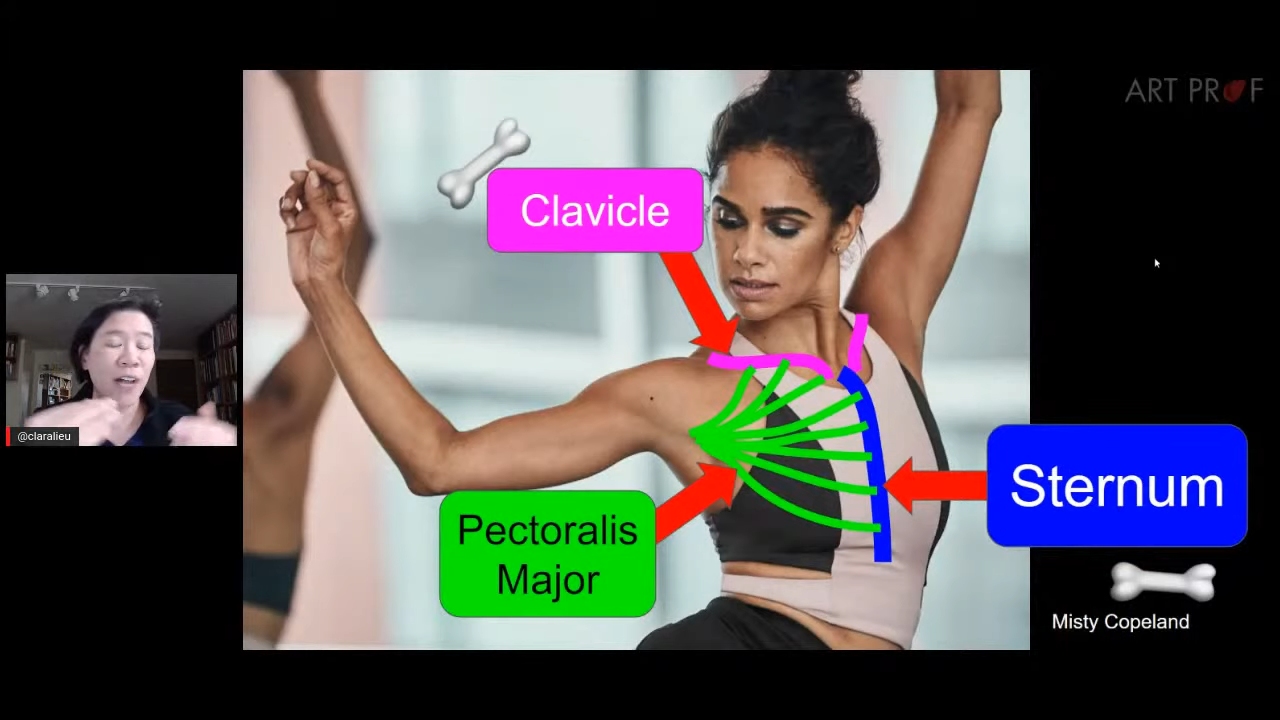 ART PROF
Clavicle
@claralieu
Sternum
Pectoralis
Major
Misty Copeland